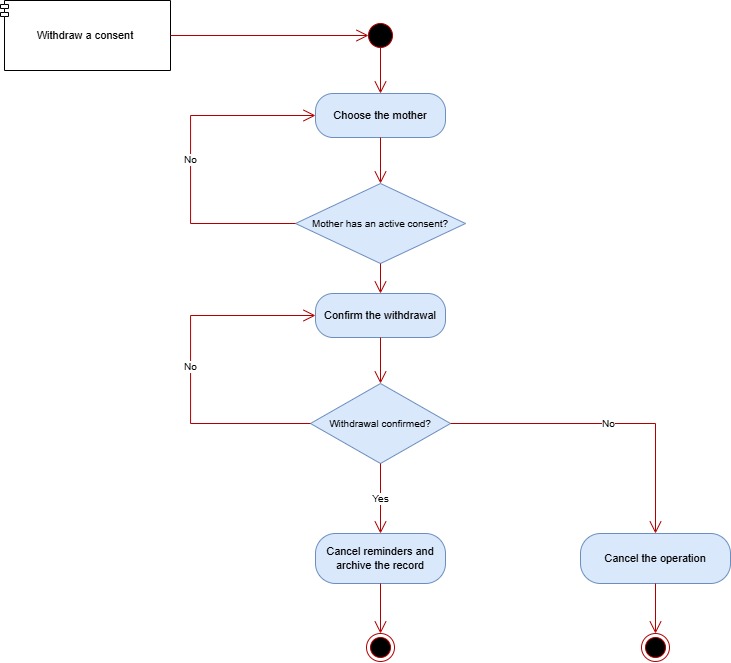 Withdraw a consent
Choose the mother
No
Mother has an active consent?
Confirm the withdrawal
No
Withdrawal confirmed?
No
Yes
Cancel reminders and
archive the record
Cancel the operation